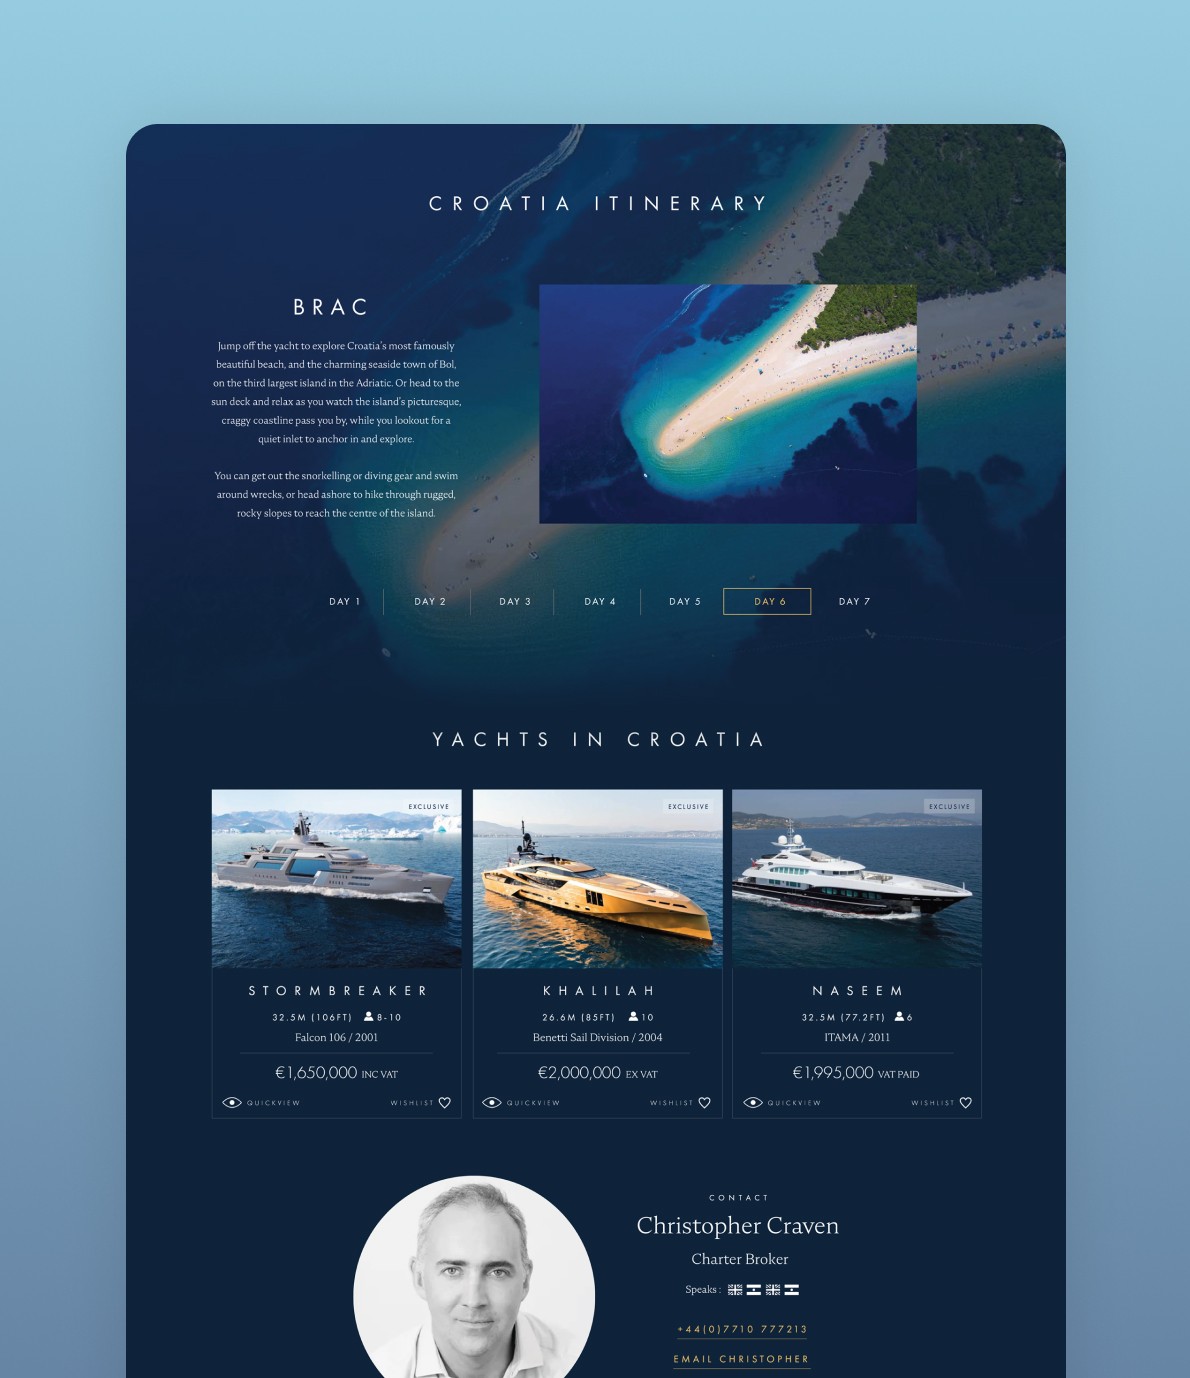 CROATIA ITINERARY
BRAC
Jump off the yacht to explore Croatia's most famously
beautiful beach, and the charming seaside town of Bol,
on the third largest island in the Adriatic. Or head to the
sun deck and relax as you watch the island's picturesque,
craggy coastline pass you by, while you lookout for a
quiet inlet to anchor in and explore.
You can get out the snorkelling or diving gear and swim
around wrecks, or head ashore to hike through rugged,
rocky slopes to reach the centre of the island.
DAY 1 DAY 2 DAY 3 DAY 4 DAY 5 DAY 6 DAY 7
YACHTS IN CROATIA
EXCLUSIVE
STORMBREAKER
32.5M (106FT) 8-10
Falcon 106 / 2001
€1,650,000 INC VAT
QUICKVIEW WISHLIST
EXCLUSIVE
KHALILAH
26.6M (85FT) 10
Benetti Sail Division / 2004
€2,000,000 EX VAT
QUICKVIEW WISHLIST
EXCLUSIVE
NASEEM
32.5M (77.2FT) 6
ITAMA / 2011
€1,995,000 VAT PAID
QUICKVIEW WISHLIST
CONTACT
Christopher Craven
Charter Broker
Speaks :
+44(0)7710 777213
EMAIL CHRISTOPHER